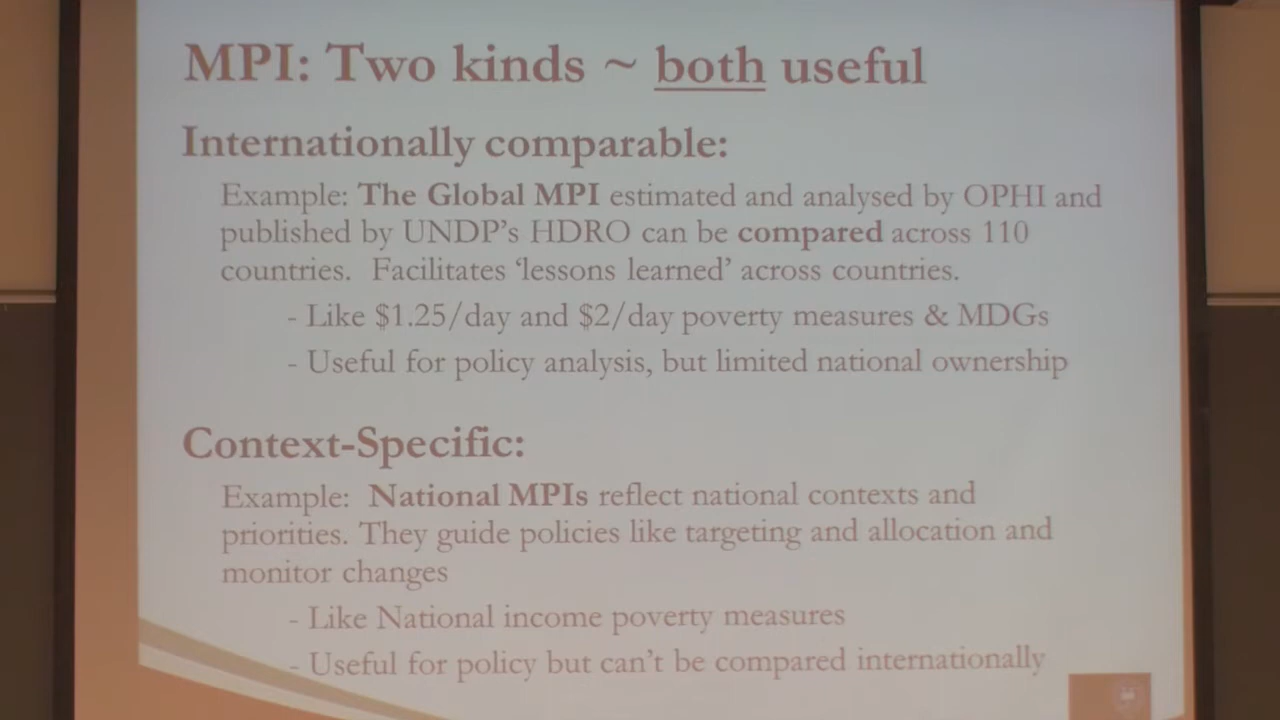 MPI: Two kinds ~ both useful
Internationally comparable:
Example: The Global MPI estimated and analysed by OPHI and
published by UNDP’s HDRO can be compared across 110
countries. Facilitates ‘lessons learned’ across countries.
- Like $1.25/day and $2/day poverty measures & MDGs
- Useful for policy analysis, but limited national ownership
Context-Specific:
Example: National MPIs reflect national contexts and
priorities. They guide policies like targeting and allocation and
monitor changes
- Like National income poverty measures
- Useful for policy but can’t be compared internationally